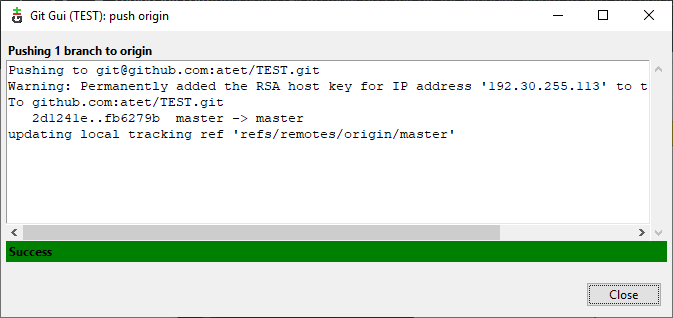 Git Gui (TEST): push origin
Pushing 1 branch to origin
Pushing to git@github.com:atet/TEST.git
Warning: Permanently added the RSA host key for IP address '192.30.255.113' to t
To github.com:atet/TEST.git
   2d1241e..fb6279b  master -> master
updating local tracking ref 'refs/remotes/origin/master'
Success
Close